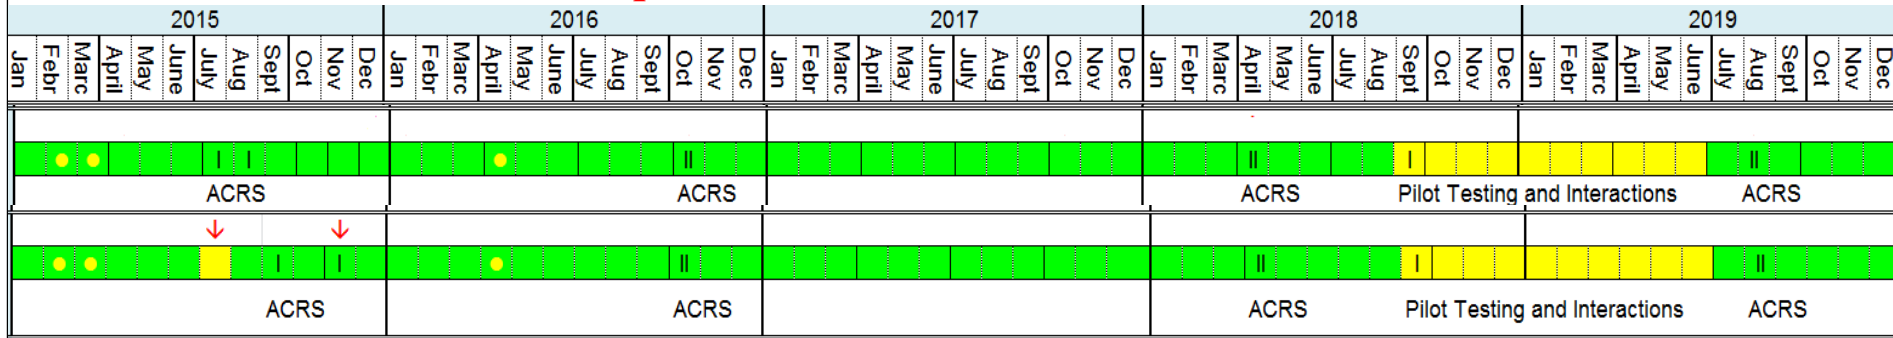 2015 2016 2017 2018 2019
Jan Febr Marc April May June July Aug Sept Oct Nov Dec Jan Febr Marc April May June July Aug Sept Oct Nov Dec Jan Febr Marc April May June July Aug Sept Oct Nov Dec Jan Febr Marc April May June July Aug Sept Oct Nov Dec Jan Febr Marc April May June July Aug Sept Oct Nov Dec
I I II II I II
ACRS ACRS ACRS Pilot Testing and Interactions ACRS
↓ ↓
I I II II I II
ACRS ACRS ACRS Pilot Testing and Interactions ACRS